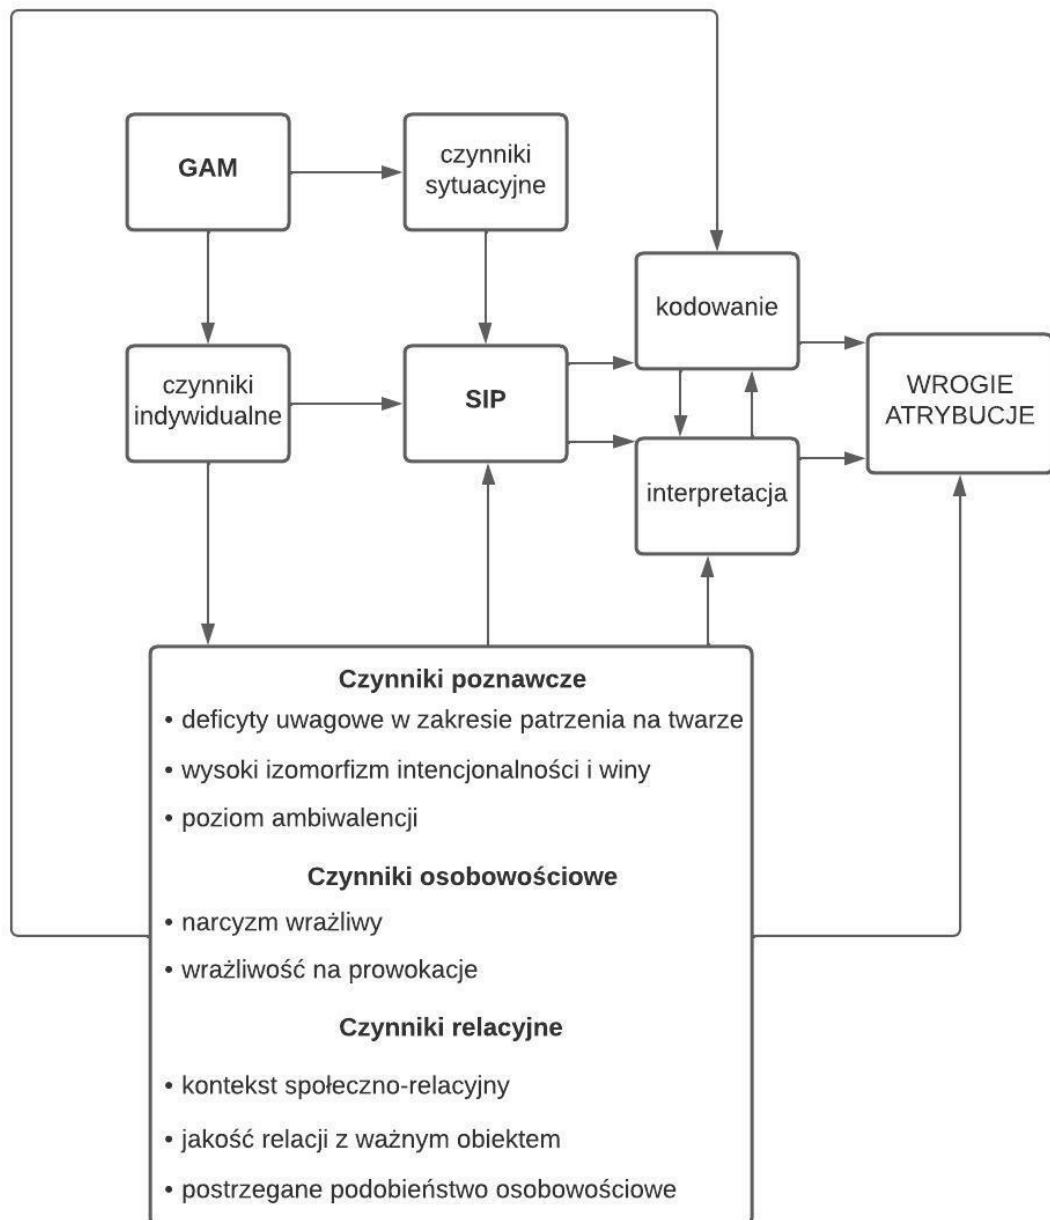 GAM
czynniki
sytuacyjne
kodowanie
czynniki
indywidualne
SIP
WROGIE
ATRYBUCJE
interpretacja
Czynniki poznawcze
• deficyty uwagowe w zakresie patrzenia na twarze
• wysoki izomorfizm intencjonalności i winy
• poziom ambiwalencji
Czynniki osobowościowe
• narcyzm wrażliwy
• wrażliwość na prowokacje
Czynniki relacyjne
• kontekst społeczno-relacyjny
• jakość relacji z ważnym obiektem
• postrzegane podobieństwo osobowościowe